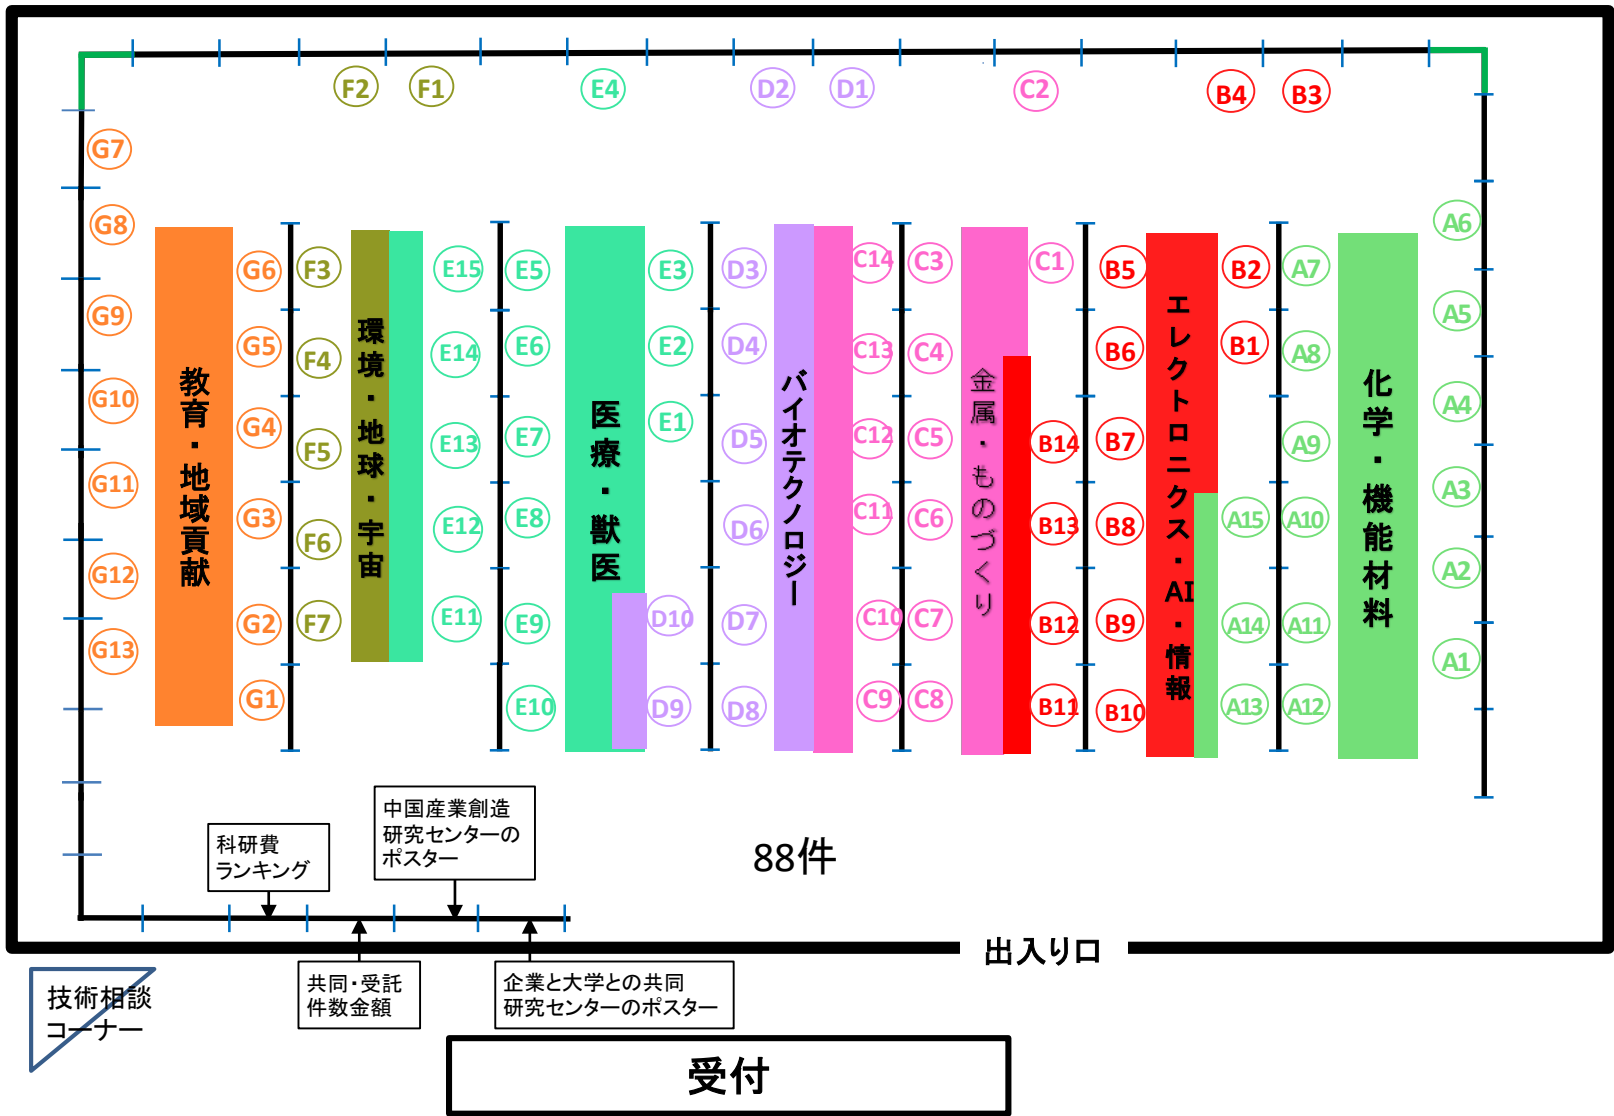 F2 F1 E4 D2 D1 C2 B4 B3
G7
G8
G9
G10
G11
G12
G13
教育・地域貢献
G6
G5
G4
G3
G2
G1
F3
F4
F5
F6
F7
環境・地球・宇宙
E15
E14
E13
E12
E11
E5
E6
E7
E8
E9
E10
医療・獣医
E3
E2
E1
D10
D9
D3
D4
D5
D6
D7
D8
バイオテクノロジー
C14
C13
C12
C11
C10
C9
C3
C4
C5
C6
C7
C8
金属・ものづくり
C1
B14
B13
B12
B11
B5
B6
B7
B8
B9
B10
エレクトロニクス・AI・情報
B2
B1
A15
A14
A13
A7
A8
A9
A10
A11
A12
化学・機能材料
A6
A5
A4
A3
A2
A1
科研費
ランキング
中国産業創造
研究センターの
ポスター
88件
出入り口
技術相談
コーナー
共同・受託
件数金額
企業と大学との共同
研究センターのポスター
受付